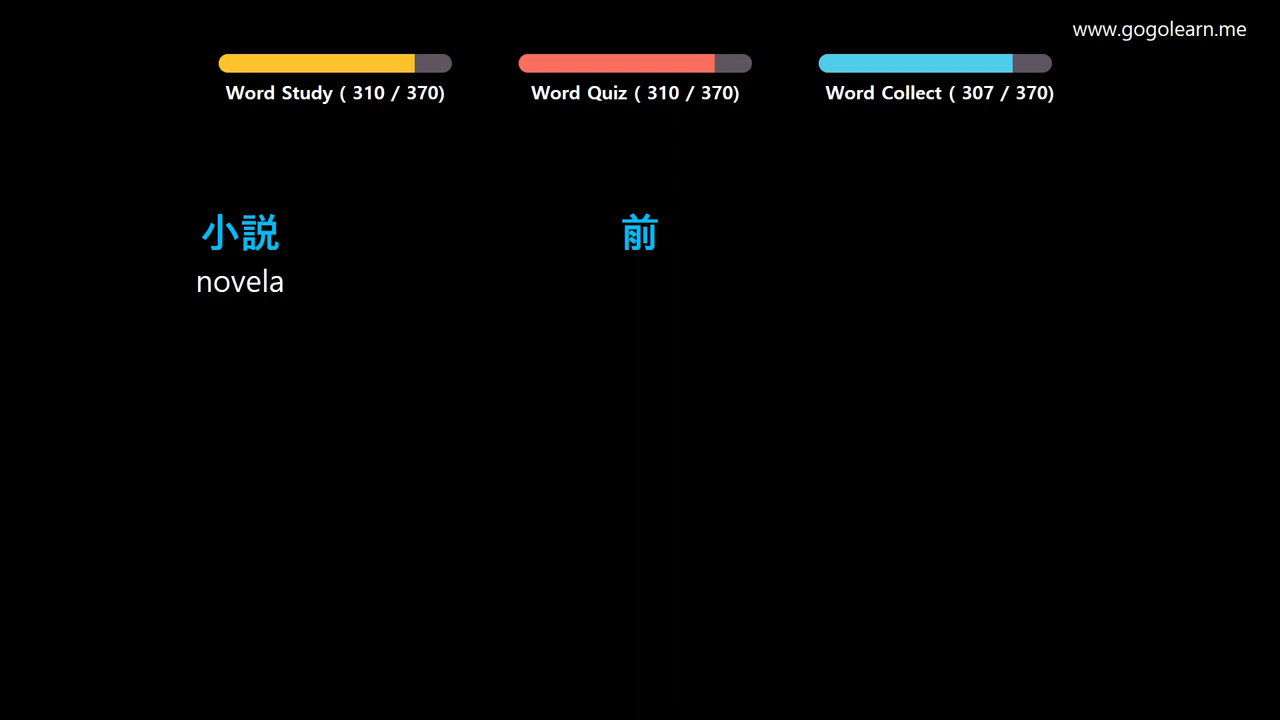 www.gogolearn.me
Word Study ( 310 / 370)
Word Quiz ( 310 / 370)
Word Collect ( 307 / 370)
小説
novela
前